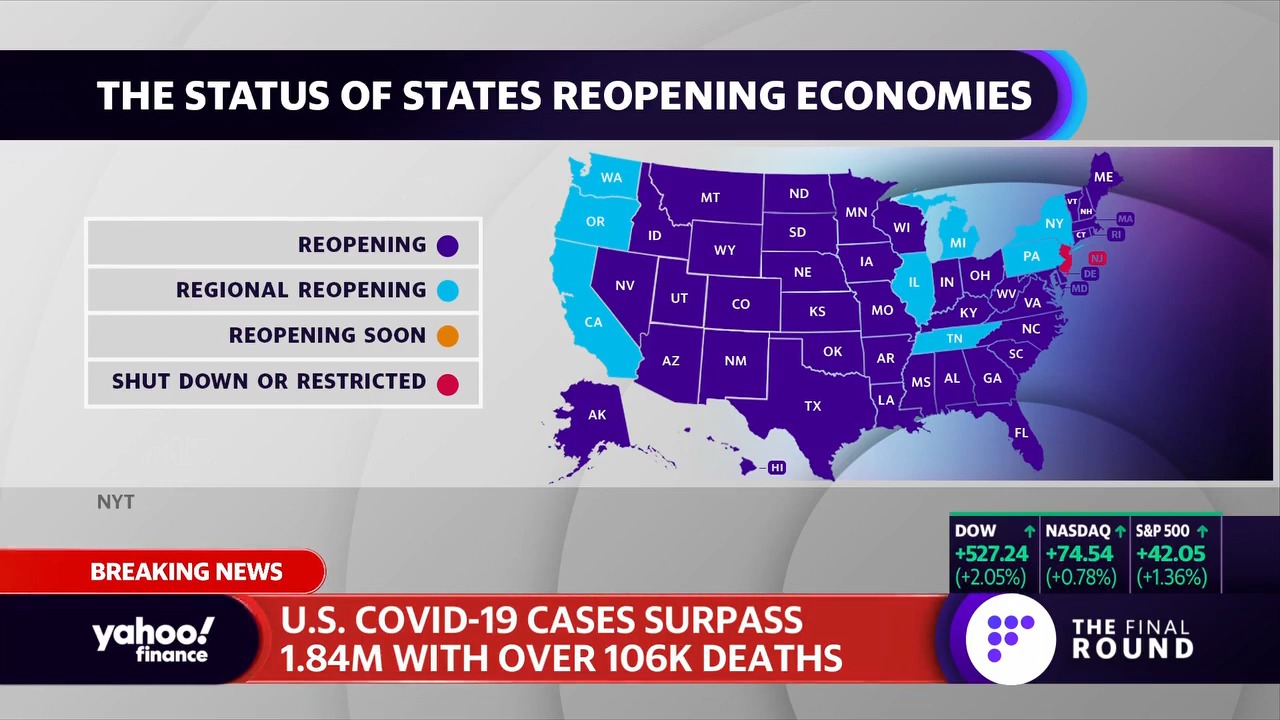 THE STATUS OF STATES REOPENING ECONOMIES
REOPENING
REGIONAL REOPENING
REOPENING SOON
SHUT DOWN OR RESTRICTED
WA
OR
CA
ID
NV
MT
WY
UT
AZ
CO
NM
ND
SD
NE
KS
OK
TX
MN
IA
MO
AR
LA
WI
IL
MI
IN
OH
KY
TN
MS
AL
GA
FL
SC
NC
VA
WV
PA
NY
VT
NH
ME
MA
RI
CT
NJ
DE
MD
AK
HI
NYT
DOW
+527.24
(+2.05%)
NASDAQ
+74.54
(+0.78%)
S&P 500
+42.05
(+1.36%)
BREAKING NEWS
yahoo!
finance
U.S. COVID-19 CASES SURPASS
1.84M WITH OVER 106K DEATHS
THE FINAL
ROUND